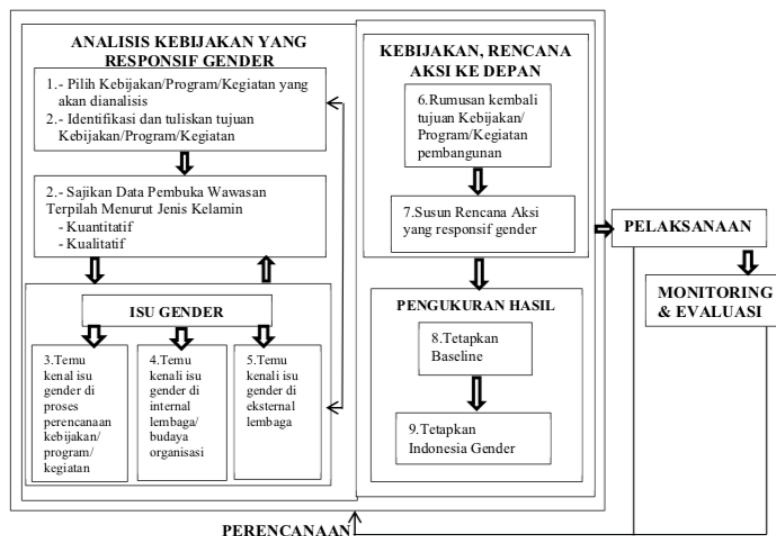 ANALISIS KEBIJAKAN YANG
RESPONSIF GENDER
1.- Pilih Kebijakan/Program/Kegiatan yang
akan dianalisis
2.- Identifikasi dan tuliskan tujuan
Kebijakan/Program/Kegiatan
2.- Sajikan Data Pembuka Wawasan
Terpilah Menurut Jenis Kelamin
- Kuantitatif
- Kualitatif
ISU GENDER
3.Temu
kenal isu
gender di
proses
perencanaan
kebijakan/
program/
kegiatan
4.Temu
kenali isu
gender di
internal
lembaga/
budaya
organisasi
5.Temu
kenali isu
gender di
eksternal
lembaga
KEBIJAKAN, RENCANA
AKSI KE DEPAN
6.Rumusan kembali
tujuan Kebijakan/
Program/Kegiatan
pembangunan
7.Susun Rencana Aksi
yang responsif gender
PENGUKURAN HASIL
8.Tetapkan
Baseline
9.Tetapkan
Indonesia Gender
PELAKSANAAN
MONITORING
& EVALUASI
PERENCANAAN